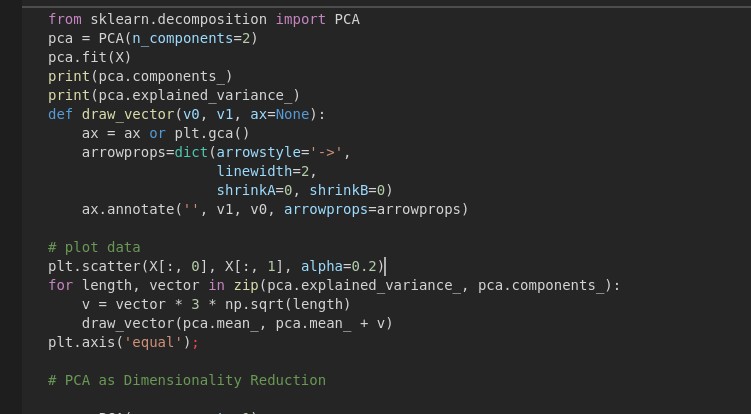 from sklearn.decomposition import PCA
pca = PCA(n_components=2)
pca.fit(X)
print(pca.components_)
print(pca.explained_variance_)
def draw_vector(v0, v1, ax=None):
    ax = ax or plt.gca()
    arrowprops=dict(arrowstyle='->',
                    linewidth=2,
                    shrinkA=0, shrinkB=0)
    ax.annotate('', v1, v0, arrowprops=arrowprops)

# plot data
plt.scatter(X[:, 0], X[:, 1], alpha=0.2)
for length, vector in zip(pca.explained_variance_, pca.components_):
    v = vector * 3 * np.sqrt(length)
    draw_vector(pca.mean_, pca.mean_ + v)
plt.axis('equal');

# PCA as Dimensionality Reduction